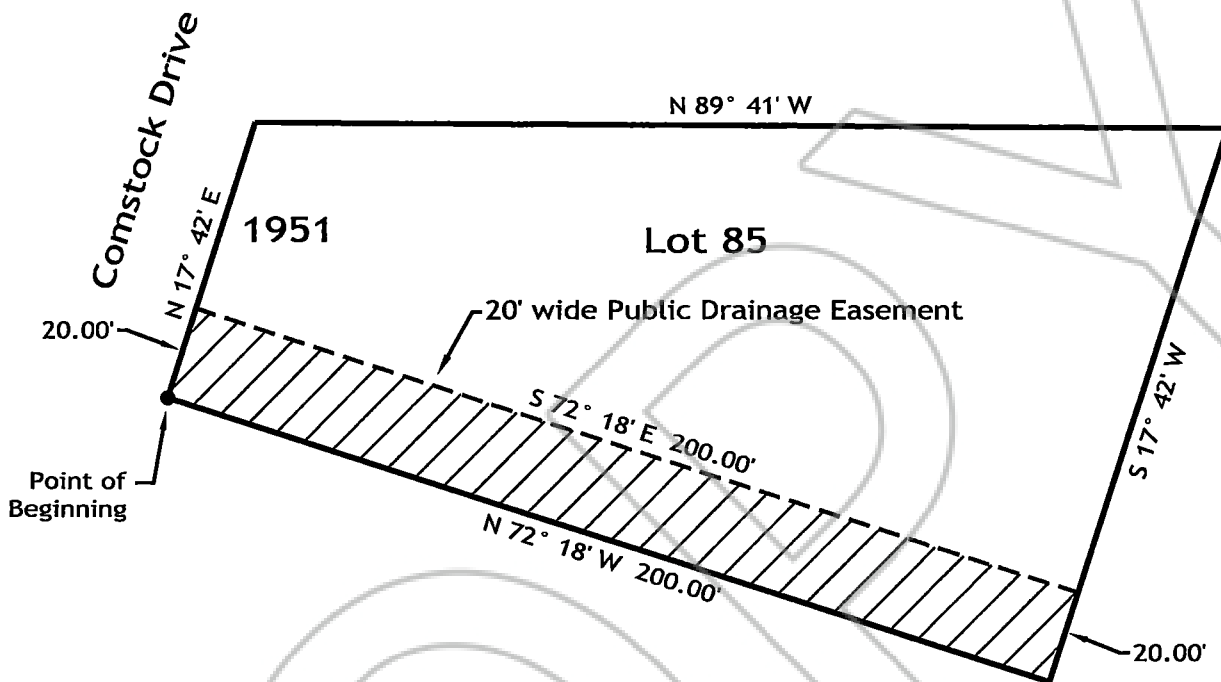 Comstock Drive
N 89° 41' W
N 17° 42' E
1951
Lot 85
20' wide Public Drainage Easement
20.00'
S 72° 18' E 200.00'
S 17° 42' W
Point of
Beginning
N 72° 18' W 200.00'
20.00'